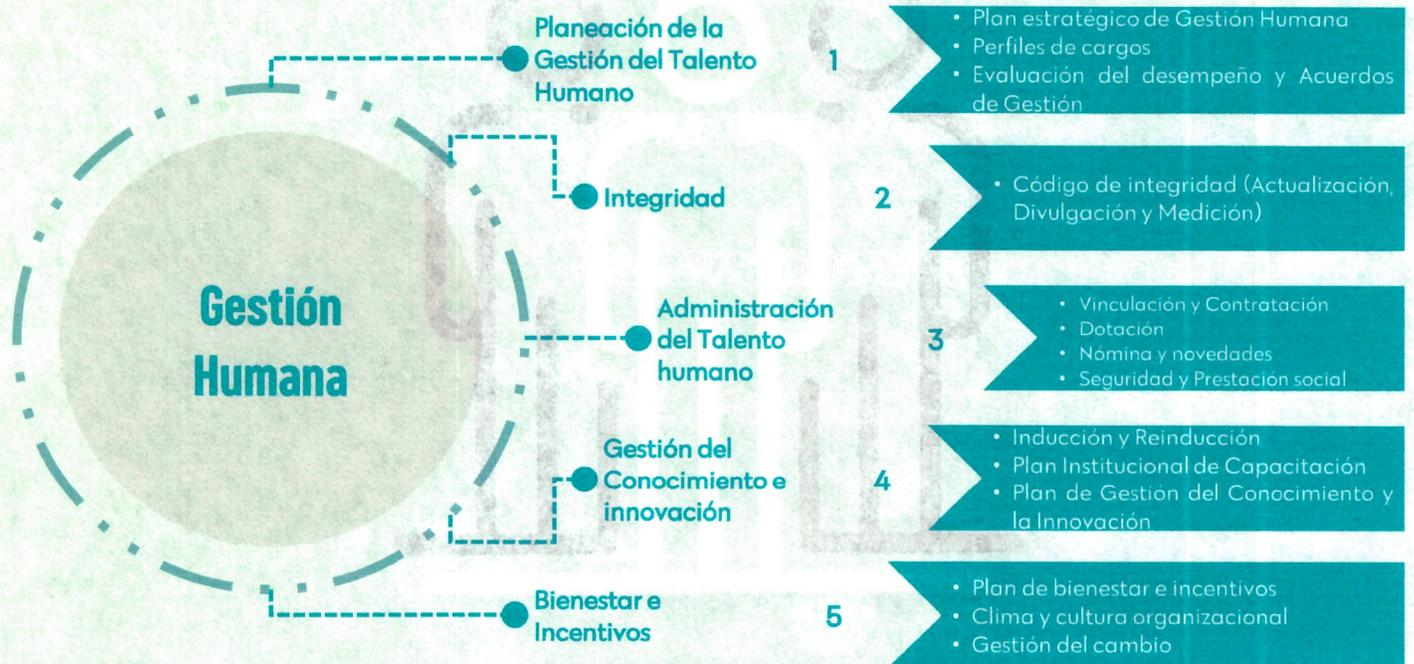 Gestión
Humana
Planeación de la
Gestión del Talento
Humano
1
• Plan estratégico de Gestión Humana
• Perfiles de cargos
• Evaluación del desempeño y Acuerdos
de Gestión
Integridad
2
• Código de integridad (Actualización,
Divulgación y Medición)
Administración
del Talento
humano
3
• Vinculación y Contratación
• Dotación
• Nómina y novedades
• Seguridad y Prestación social
Gestión del
Conocimiento e
innovación
4
• Inducción y Reinducción
• Plan Institucional de Capacitación
• Plan de Gestión del Conocimiento y
la Innovación
Bienestar e
Incentivos
5
• Plan de bienestar e incentivos
• Clima y cultura organizacional
• Gestión del cambio